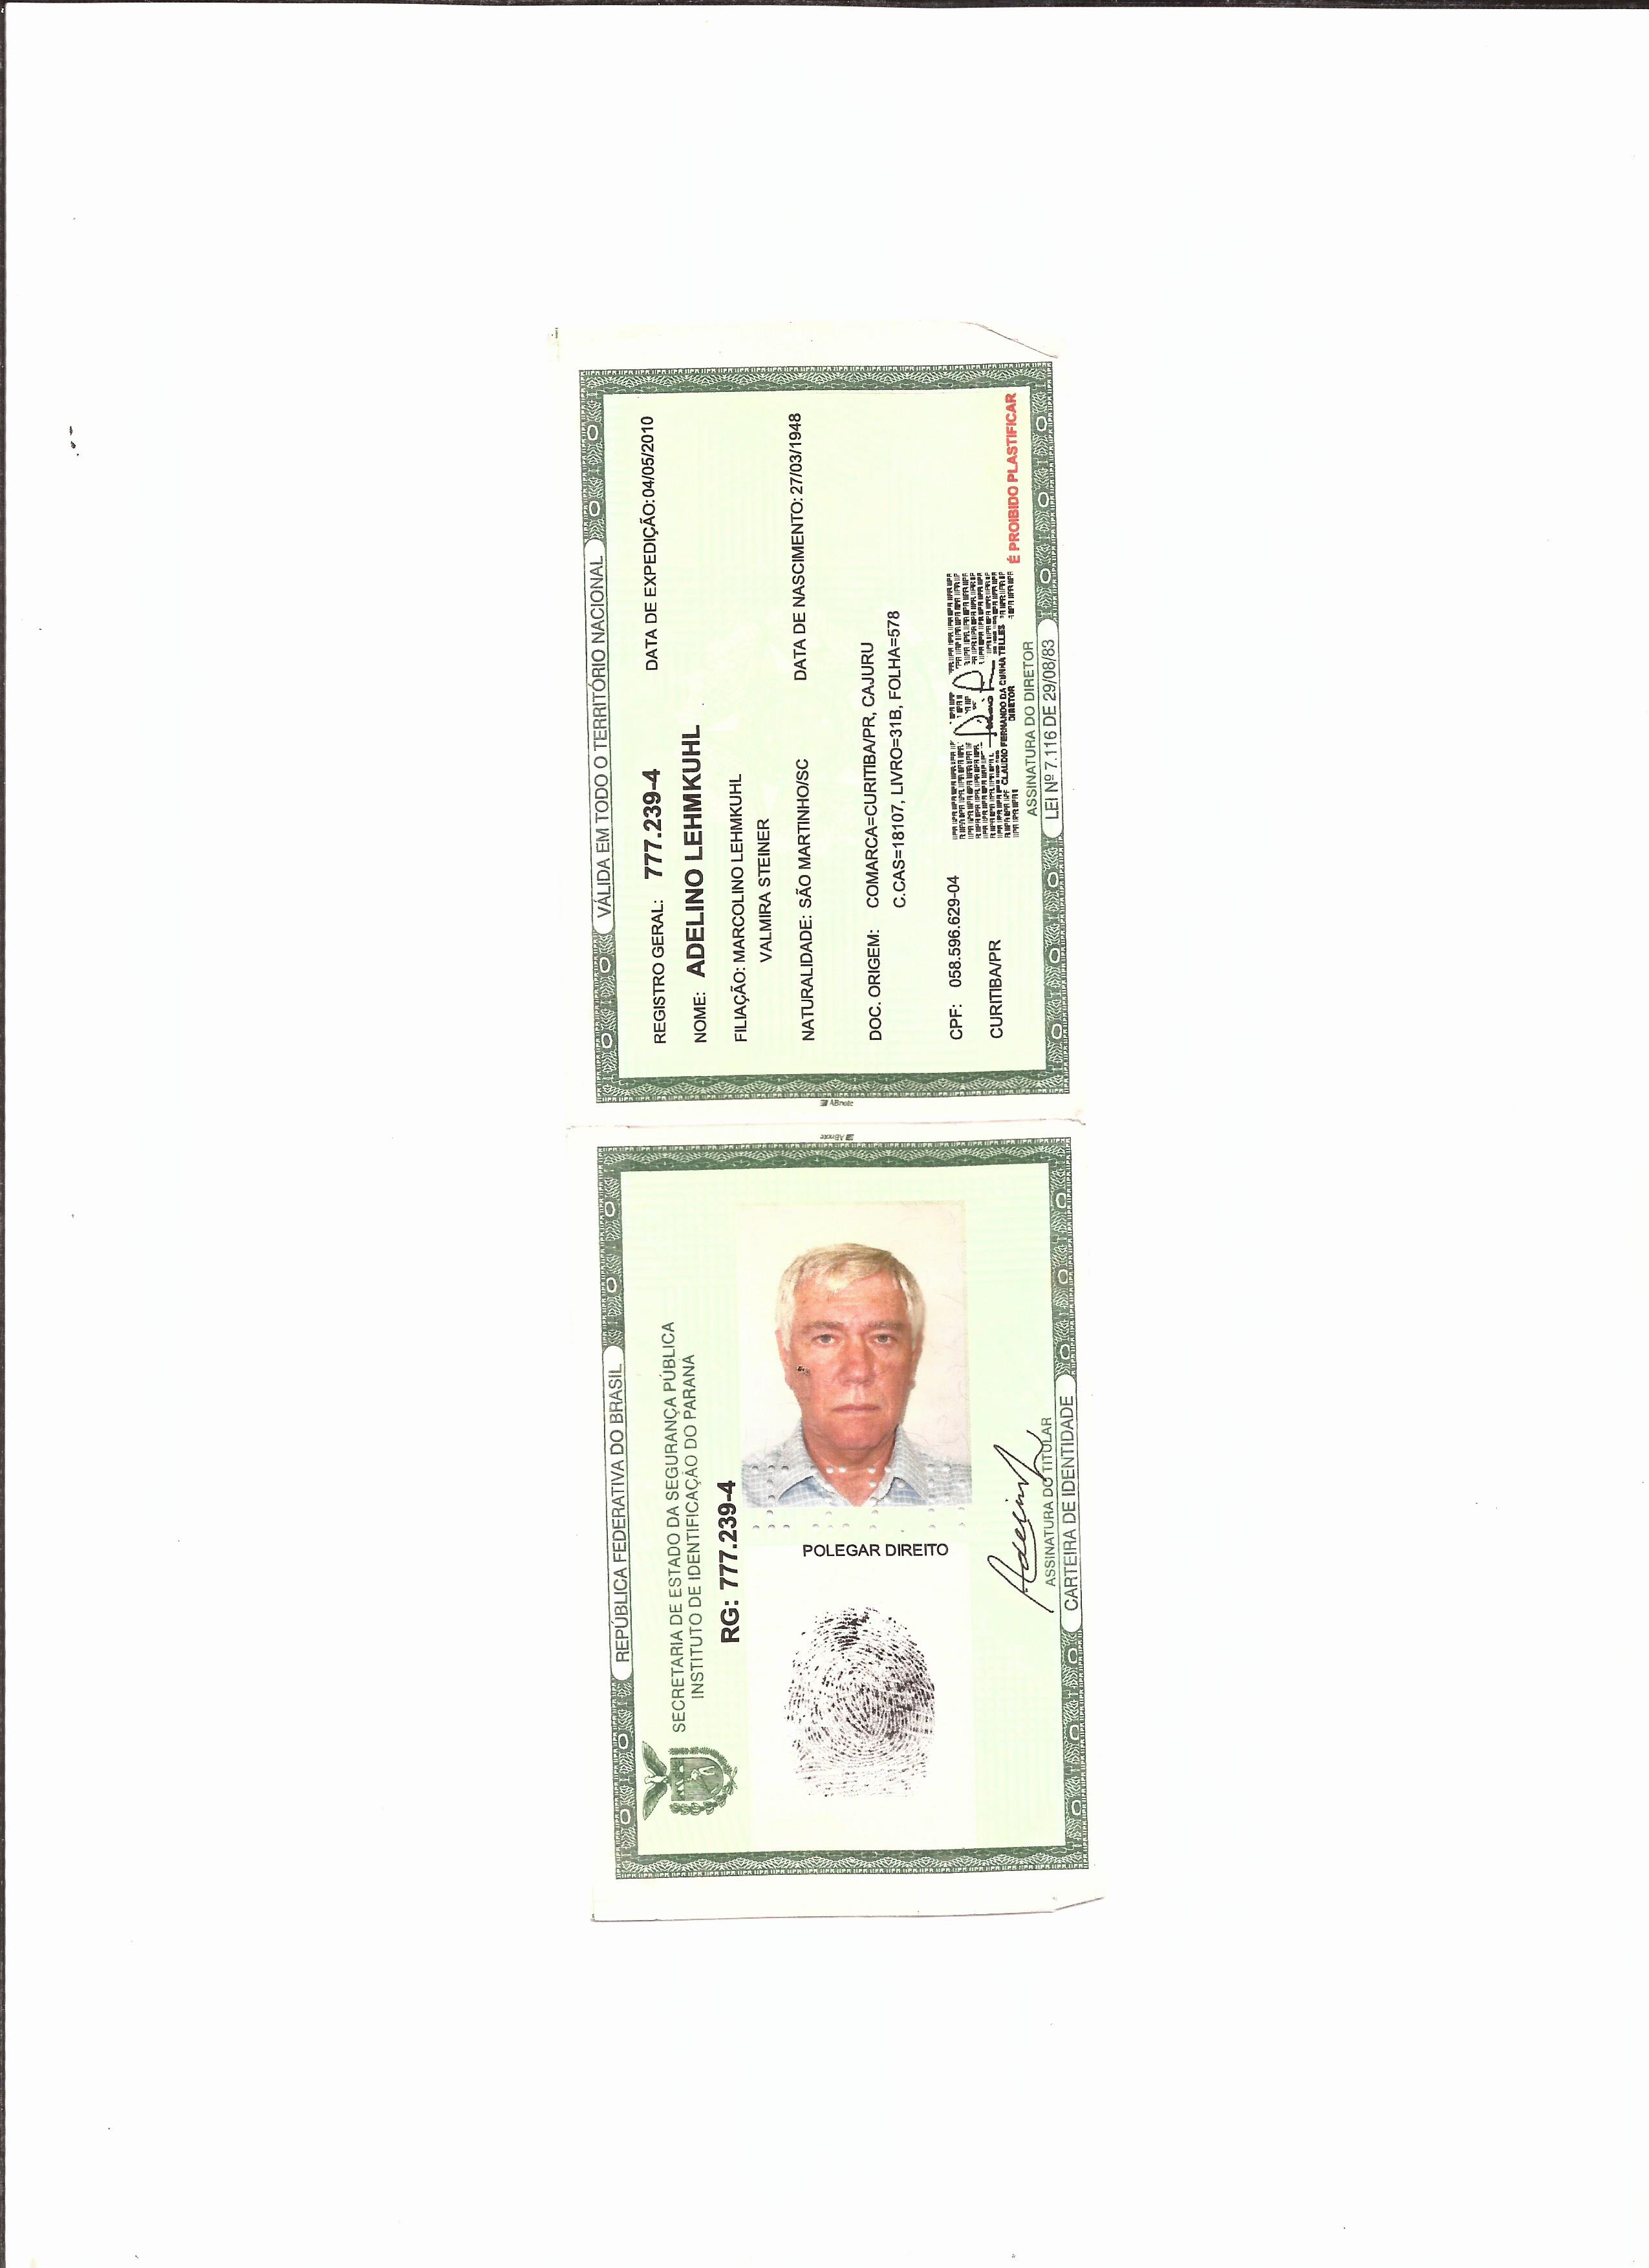 VÁLIDA EM TODO O TERRITÓRIO NACIONAL
REGISTRO GERAL: 777.239-4 DATA DE EXPEDIÇÃO: 04/05/2010
NOME: ADELINO LEHMKUHL
FILIAÇÃO: MARCOLINO LEHMKUHL
VALMIRA STEINER
NATURALIDADE: SÃO MARTINHO/SC DATA DE NASCIMENTO: 27/03/1948
DOC. ORIGEM: COMARCA=CURITIBA/PR, CAJURU
C.CAS=18107, LIVRO=31B, FOLHA=578
CPF: 058.596.629-04
CURITIBA/PR
CLAUDIO FERNANDO DA CUNHA TELLES
DIRETOR
É PROIBIDO PLASTIFICAR
ASSINATURA DO DIRETOR
LEI Nº 7.116 DE 29/08/83
ABnote
ABnote
REPÚBLICA FEDERATIVA DO BRASIL
SECRETARIA DE ESTADO DA SEGURANÇA PÚBLICA
INSTITUTO DE IDENTIFICAÇÃO DO PARANÁ
RG: 777.239-4
POLEGAR DIREITO
ASSINATURA DO TITULAR
CARTEIRA DE IDENTIDADE